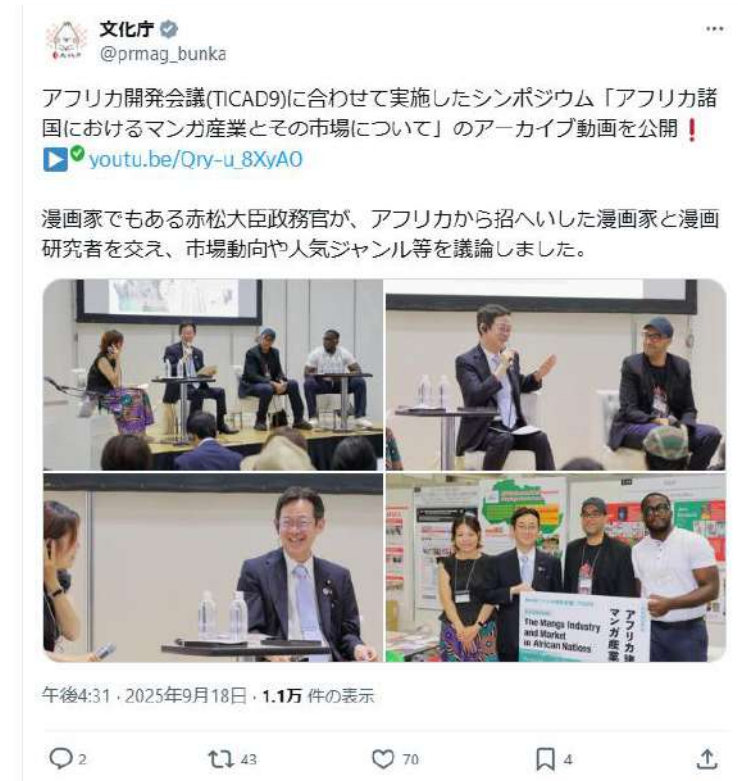 文化庁
@prmag_bunka
アフリカ開発会議(TICAD9)に合わせて実施したシンポジウム「アフリカ諸
国におけるマンガ産業とその市場について」のアーカイブ動画を公開❗
▶️✅youtu.be/Qry-u_8XyA0
漫画家でもある赤松大臣政務官が、アフリカから招へいした漫画家と漫画
研究者を交え、市場動向や人気ジャンル等を議論しました。
The Manga Industry
and Market
in African Nations
アフリカ諸
マンガ産業
午後4:31 · 2025年9月18日 · 1.1万 件の表示
2 43 70 4